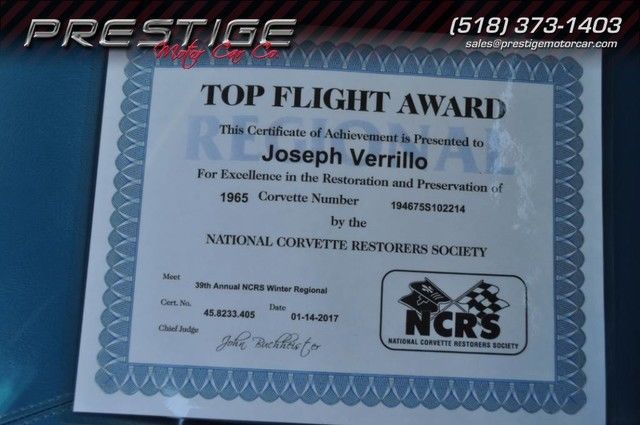 PRESTIGE
Motor Car Co.
(518) 373-1403
sales@prestigemotorcar.com
TOP FLIGHT AWARD
REGIONAL
This Certificate of Achievement is Presented to
Joseph Verrillo
For Excellence in the Restoration and Preservation of
1965 Corvette Number 194675S102214
by the
NATIONAL CORVETTE RESTORERS SOCIETY
Meet 39th Annual NCRS Winter Regional
Cert. No. 45.8233.405 Date 01-14-2017
Chief Judge John Buchheister
NCRS
NATIONAL CORVETTE RESTORERS SOCIETY